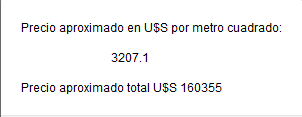 Precio aproximado en U$S por metro cuadrado:
3207.1
Precio aproximado total U$S 160355